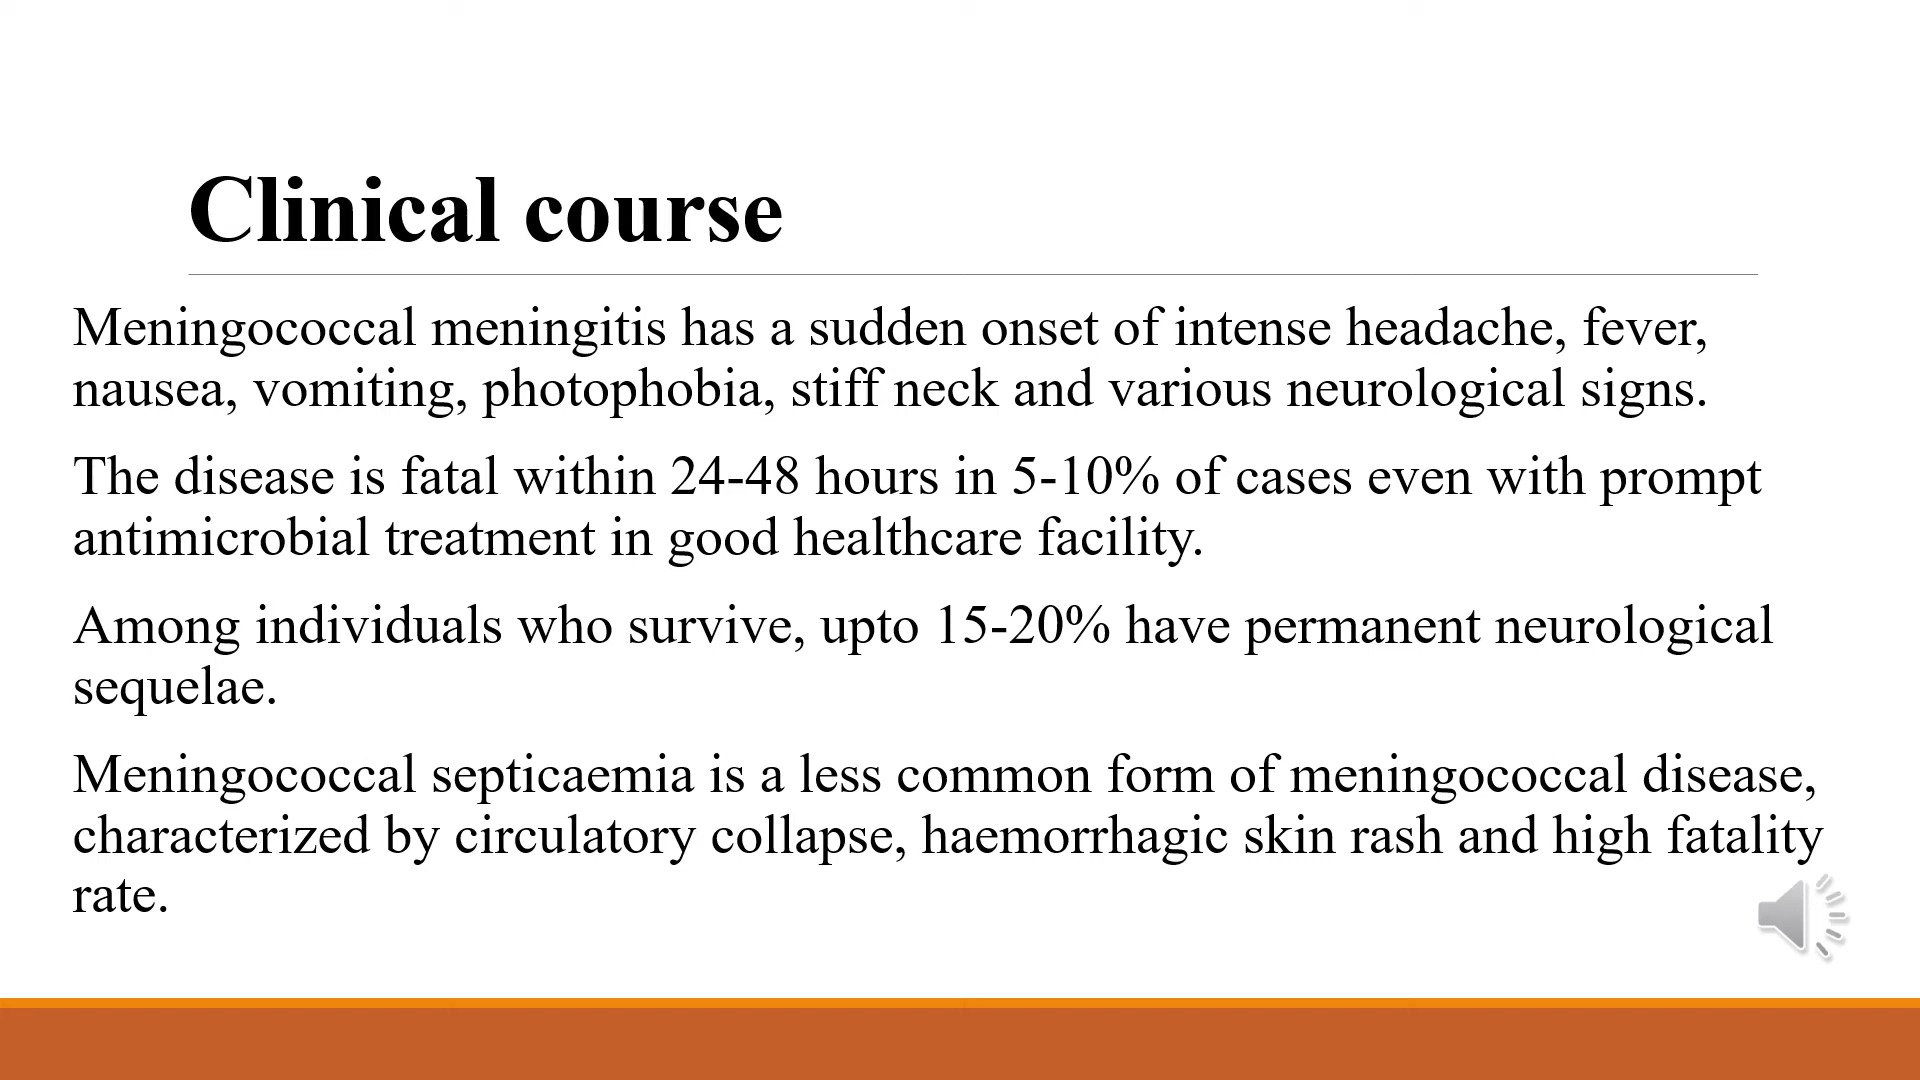 Clinical course
Meningococcal meningitis has a sudden onset of intense headache, fever,
nausea, vomiting, photophobia, stiff neck and various neurological signs.
The disease is fatal within 24-48 hours in 5-10% of cases even with prompt
antimicrobial treatment in good healthcare facility.
Among individuals who survive, upto 15-20% have permanent neurological
sequelae.
Meningococcal septicaemia is a less common form of meningococcal disease,
characterized by circulatory collapse, haemorrhagic skin rash and high fatality
rate.